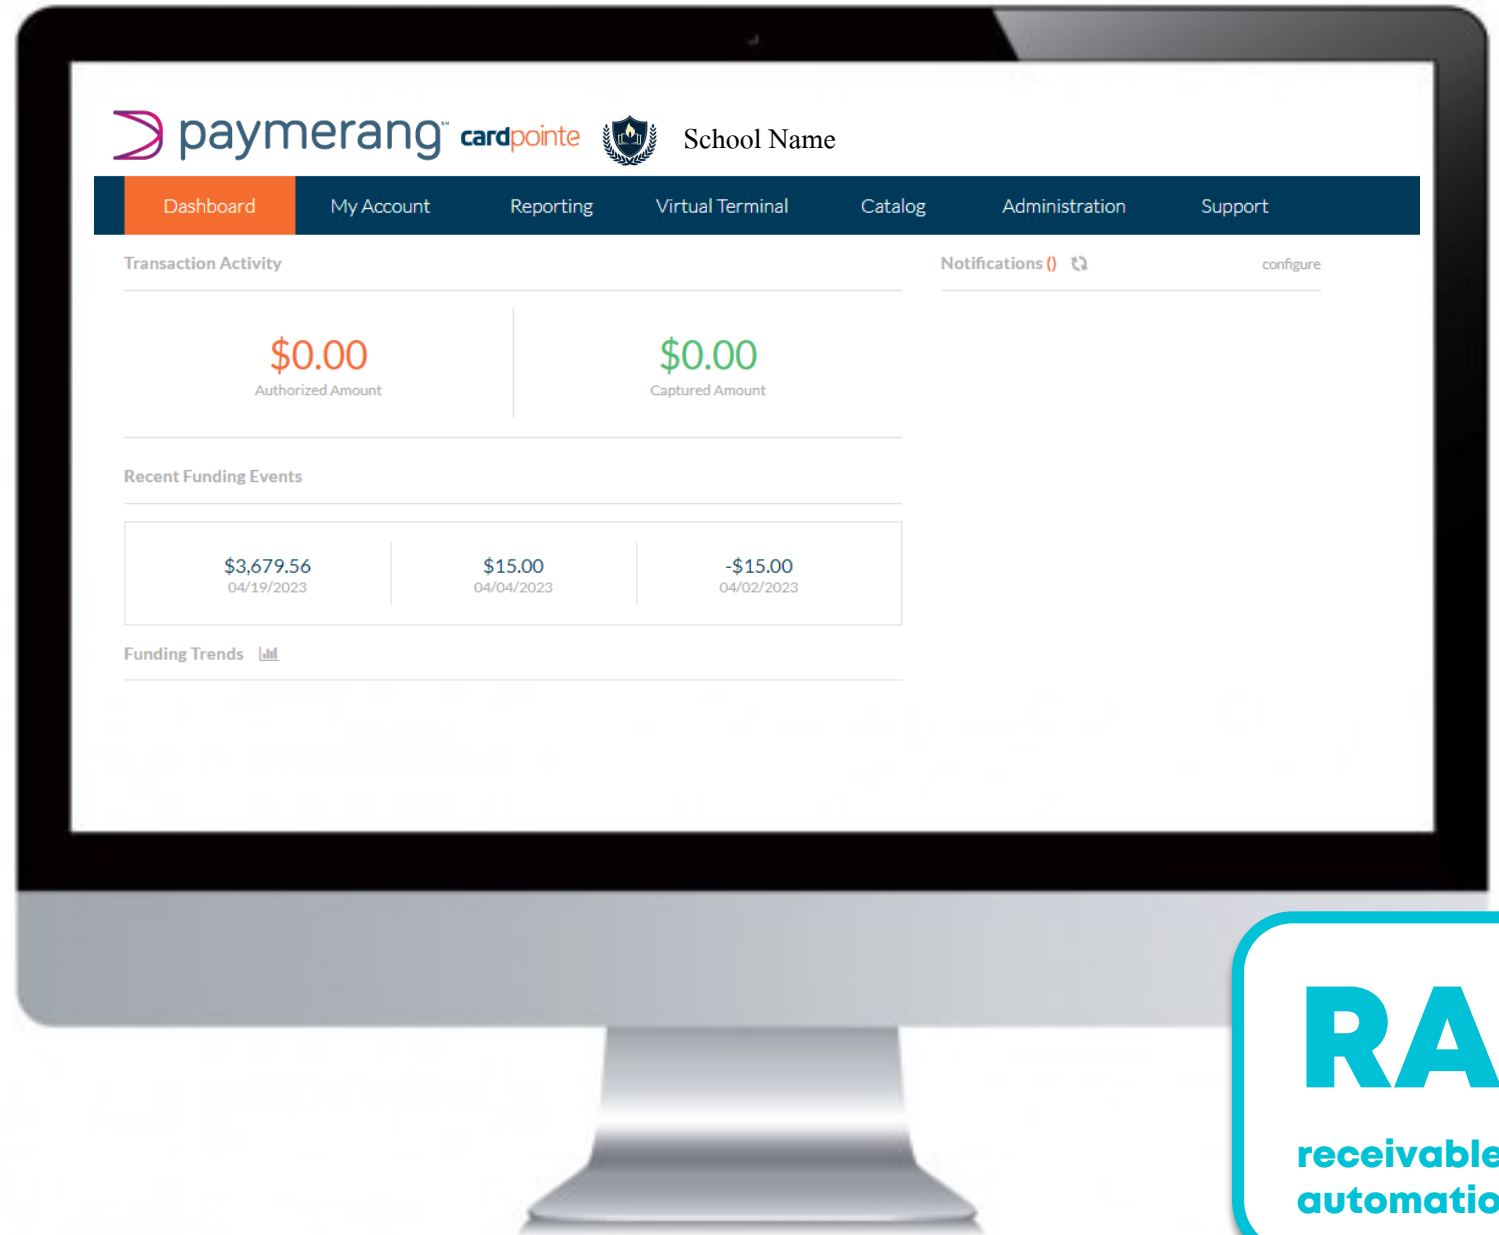 paymerang℠ cardpointe School Name
Dashboard My Account Reporting Virtual Terminal Catalog Administration Support
Transaction Activity
Notifications () configure
$0.00 $0.00
Authorized Amount Captured Amount
Recent Funding Events
$3,679.56 $15.00 -$15.00
04/19/2023 04/04/2023 04/02/2023
Funding Trends
RA
receivable
automatio